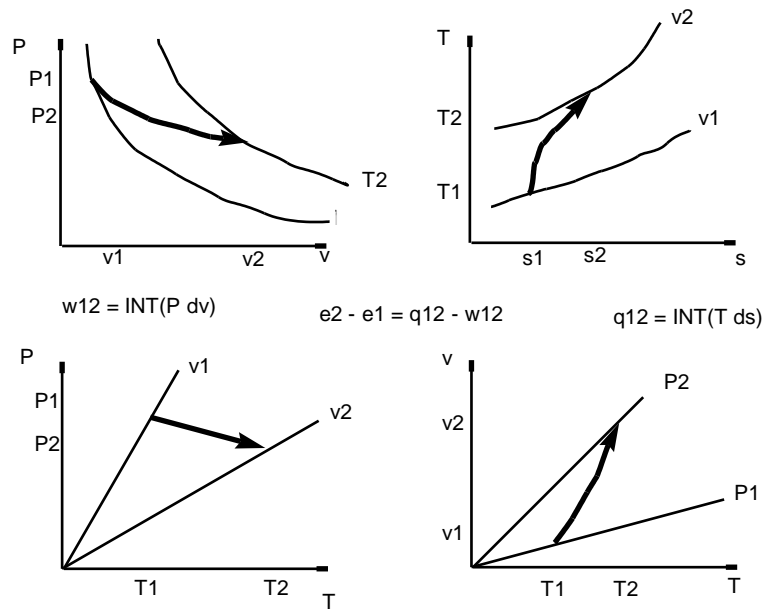 P
P1
P2
T2
v1
v2
v
T
v2
v1
T2
T1
s1
s2
s
w12 = INT(P dv)
e2 - e1 = q12 - w12
q12 = INT(T ds)
P
v1
P1
v2
P2
T1
T2
T
v
P2
v2
P1
v1
T1
T2
T